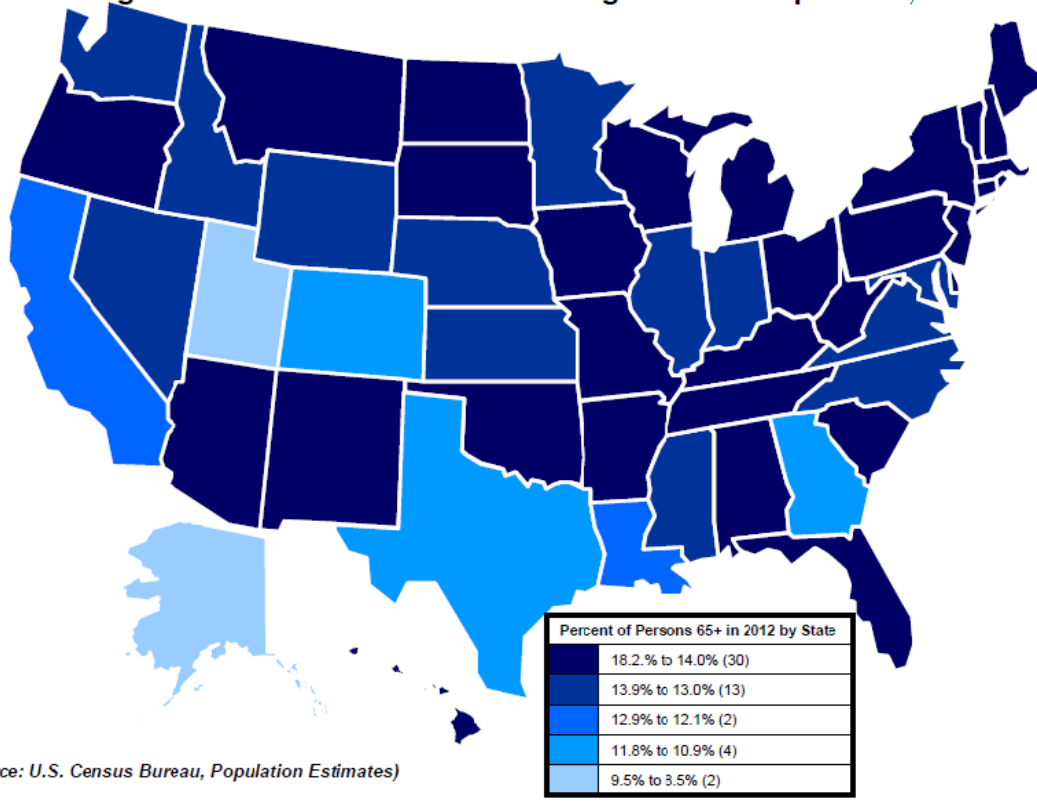 Percent of Persons 65+ in 2012 by State
18.2.% to 14.0% (30)
13.9% to 13.0% (13)
12.9% to 12.1% (2)
11.8% to 10.9% (4)
9.5% to 8.5% (2)
ce: U.S. Census Bureau, Population Estimates)